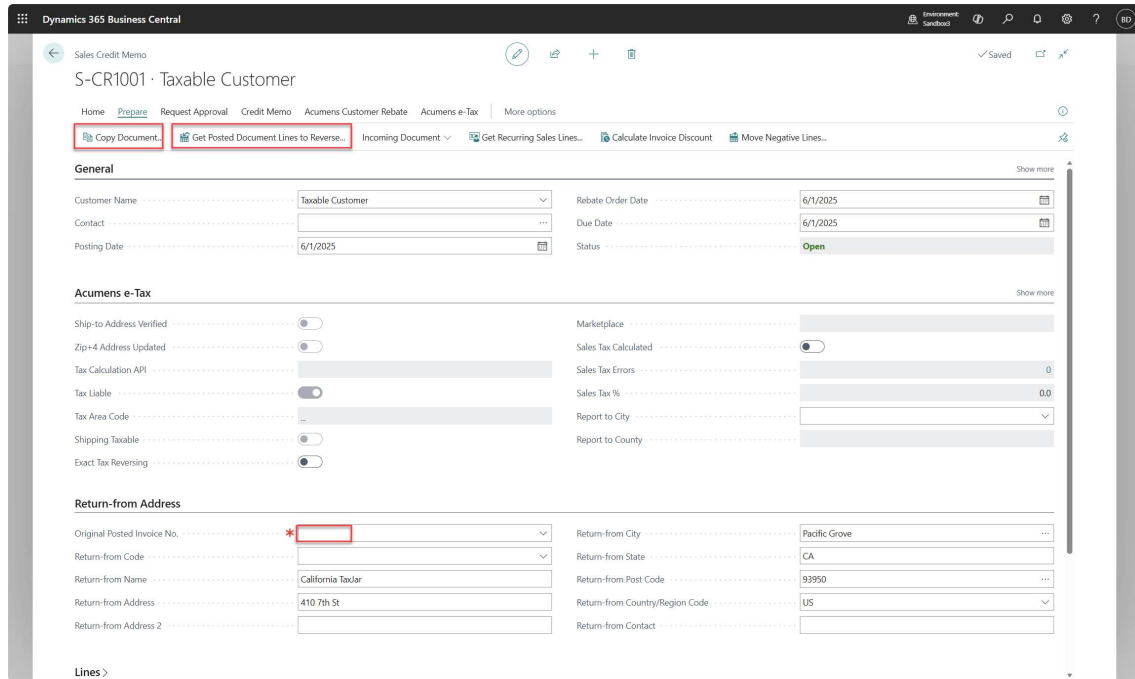 Dynamics 365 Business Central
Environment:
Sandbox3
BD
Sales Credit Memo
Saved
S-CR1001 · Taxable Customer
Home Prepare Request Approval Credit Memo Acumens Customer Rebate Acumens e-Tax More options
Copy Document... Get Posted Document Lines to Reverse... Incoming Document Get Recurring Sales Lines... Calculate Invoice Discount Move Negative Lines...
General Show more
Customer Name Taxable Customer Rebate Order Date 6/1/2025
Contact Due Date 6/1/2025
Posting Date 6/1/2025 Status Open
Acumens e-Tax Show more
Ship-to Address Verified Marketplace
Zip+4 Address Updated Sales Tax Calculated
Tax Calculation API Sales Tax Errors 0
Tax Liable Sales Tax % 0.0
Tax Area Code _ Report to City
Shipping Taxable Report to County
Exact Tax Reversing
Return-from Address
Original Posted Invoice No. * Return-from City Pacific Grove
Return-from Code Return-from State CA
Return-from Name California TaxJar Return-from Post Code 93950
Return-from Address 410 7th St Return-from Country/Region Code US
Return-from Address 2 Return-from Contact
Lines >